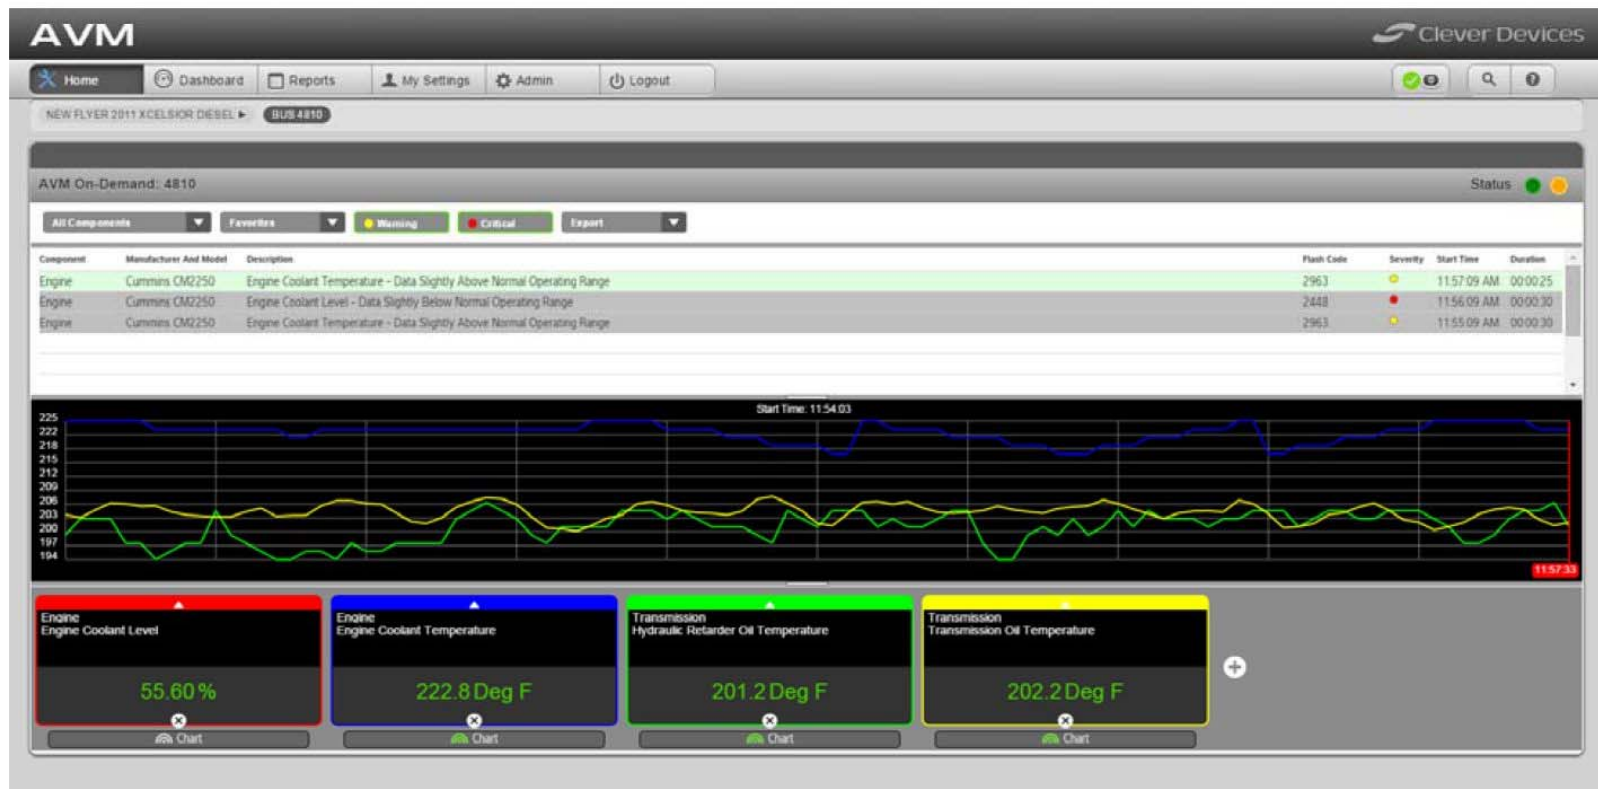 AVM
Clever Devices
Home Dashboard Reports My Settings Admin Logout
NEW FLYER 2011 XCELSIOR DIESEL BUS 4810
AVM On-Demand: 4810 Status
All Components Favorites Warning Critical Export
Component Manufacturer And Model Description Flash Code Severity Start Time Duration
Engine Cummins CM2250 Engine Coolant Temperature - Data Slightly Above Normal Operating Range 2963 11:57:09 AM 00:00:25
Engine Cummins CM2250 Engine Coolant Level - Data Slightly Below Normal Operating Range 2448 11:56:09 AM 00:00:30
Engine Cummins CM2250 Engine Coolant Temperature - Data Slightly Above Normal Operating Range 2963 11:55:09 AM 00:00:30
Start Time: 11:54:03
225
222
218
215
212
209
206
203
200
197
194
11:57:33
Engine
Engine Coolant Level
55.60 %
Chart
Engine
Engine Coolant Temperature
222.8 Deg F
Chart
Transmission
Hydraulic Retarder Oil Temperature
201.2 Deg F
Chart
Transmission
Transmission Oil Temperature
202.2 Deg F
Chart